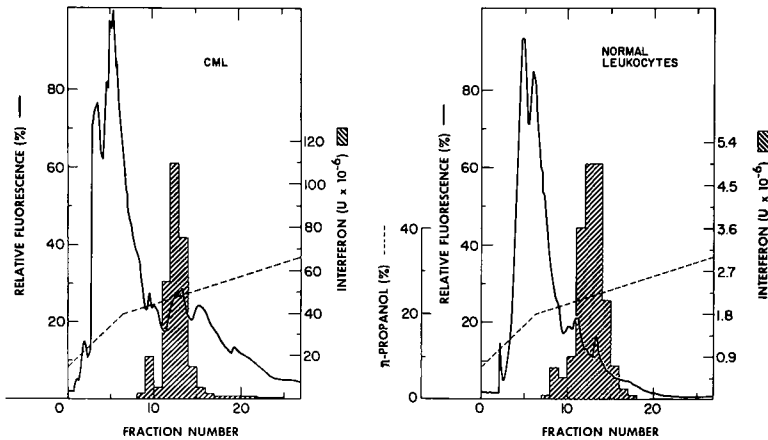 CML
RELATIVE FLUORESCENCE (%)
80
60
40
20
0
10
20
FRACTION NUMBER
120
100
80
60
40
20
INTERFERON (U x 10⁻⁶)
NORMAL
LEUKOCYTES
n-PROPANOL (%)
40
20
0
RELATIVE FLUORESCENCE (%)
80
60
40
20
0
10
20
FRACTION NUMBER
5.4
4.5
3.6
2.7
1.8
0.9
INTERFERON (U x 10⁻⁶)